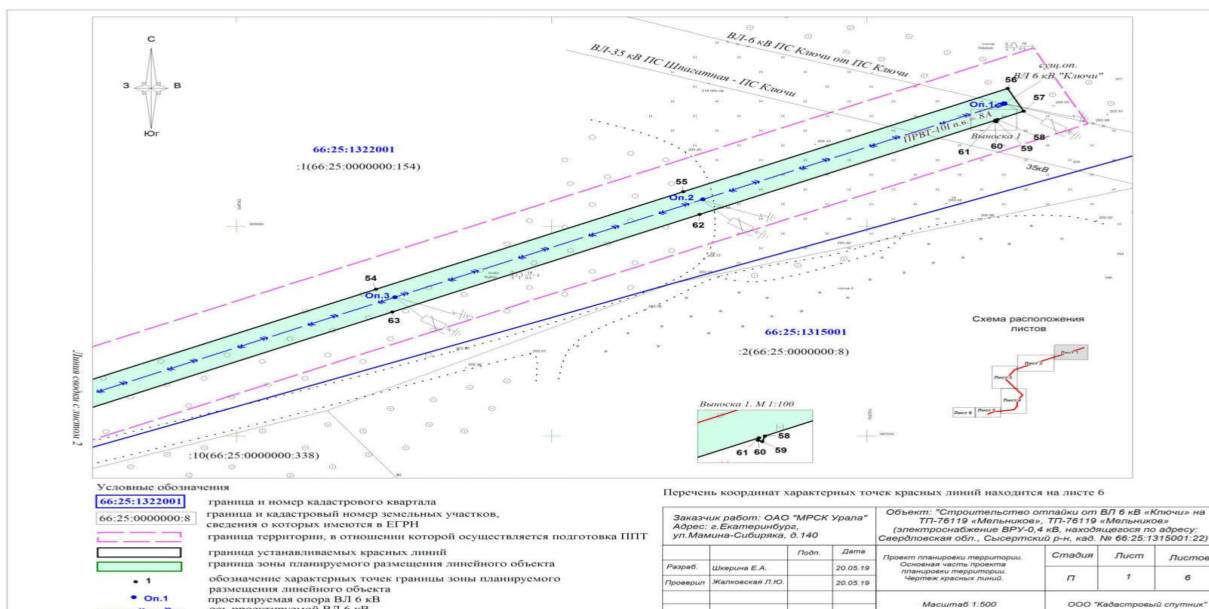 С
З В
Юг
ВЛ-6 кВ ПС Ключи от ПС Ключи
ВЛ-35 кВ ПС Шпагатная - ПС Ключи
сущ.оп.
ВЛ 6 кВ "Ключи"
56
57
58
59
60
61
Оп.1
Выноска 1
35кВ
66:25:1322001
:1(66:25:0000000:154)
55
Оп.2
62
54
Оп.3
63
66:25:1315001
:2(66:25:0000000:8)
:10(66:25:0000000:338)
Линия сводки с листом 2
Схема расположения
листов
Выноска 1. М 1:100
58
61 60 59
Условные обозначения
66:25:1322001 граница и номер кадастрового квартала
66:25:0000000:8 граница и кадастровый номер земельных участков,
сведения о которых имеются в ЕГРН
граница территории, в отношении которой осуществляется подготовка ППТ
граница устанавливаемых красных линий
граница зоны планируемого размещения линейного объекта
• 1 обозначение характерных точек границы зоны планируемого
размещения линейного объекта
• Оп.1 проектируемая опора ВЛ 6 кВ
ось проектируемой ВЛ 6 кВ
Перечень координат характерных точек красных линий находится на листе 6
Заказчик работ: ОАО "МРСК Урала"
Адрес: г.Екатеринбург,
ул.Мамина-Сибиряка, д.140
Объект: "Строительство отпайки от ВЛ 6 кВ «Ключи» на
ТП-76119 «Мельников», ТП-76119 «Мельников»
(электроснабжение ВРУ-0,4 кВ, находящегося по адресу:
Свердловская обл., Сысертский р-н, кад. № 66:25:1315001:22)
Подп. Дата
Разраб. Шкерина Е.А. 20.05.19
Проверил Жалковская Л.Ю. 20.05.19
Проект планировки территории.
Основная часть проекта
планировки территории.
Чертеж красных линий.
Стадия Лист Листов
П 1 6
Масштаб 1:500
ООО "Кадастровый спутник"